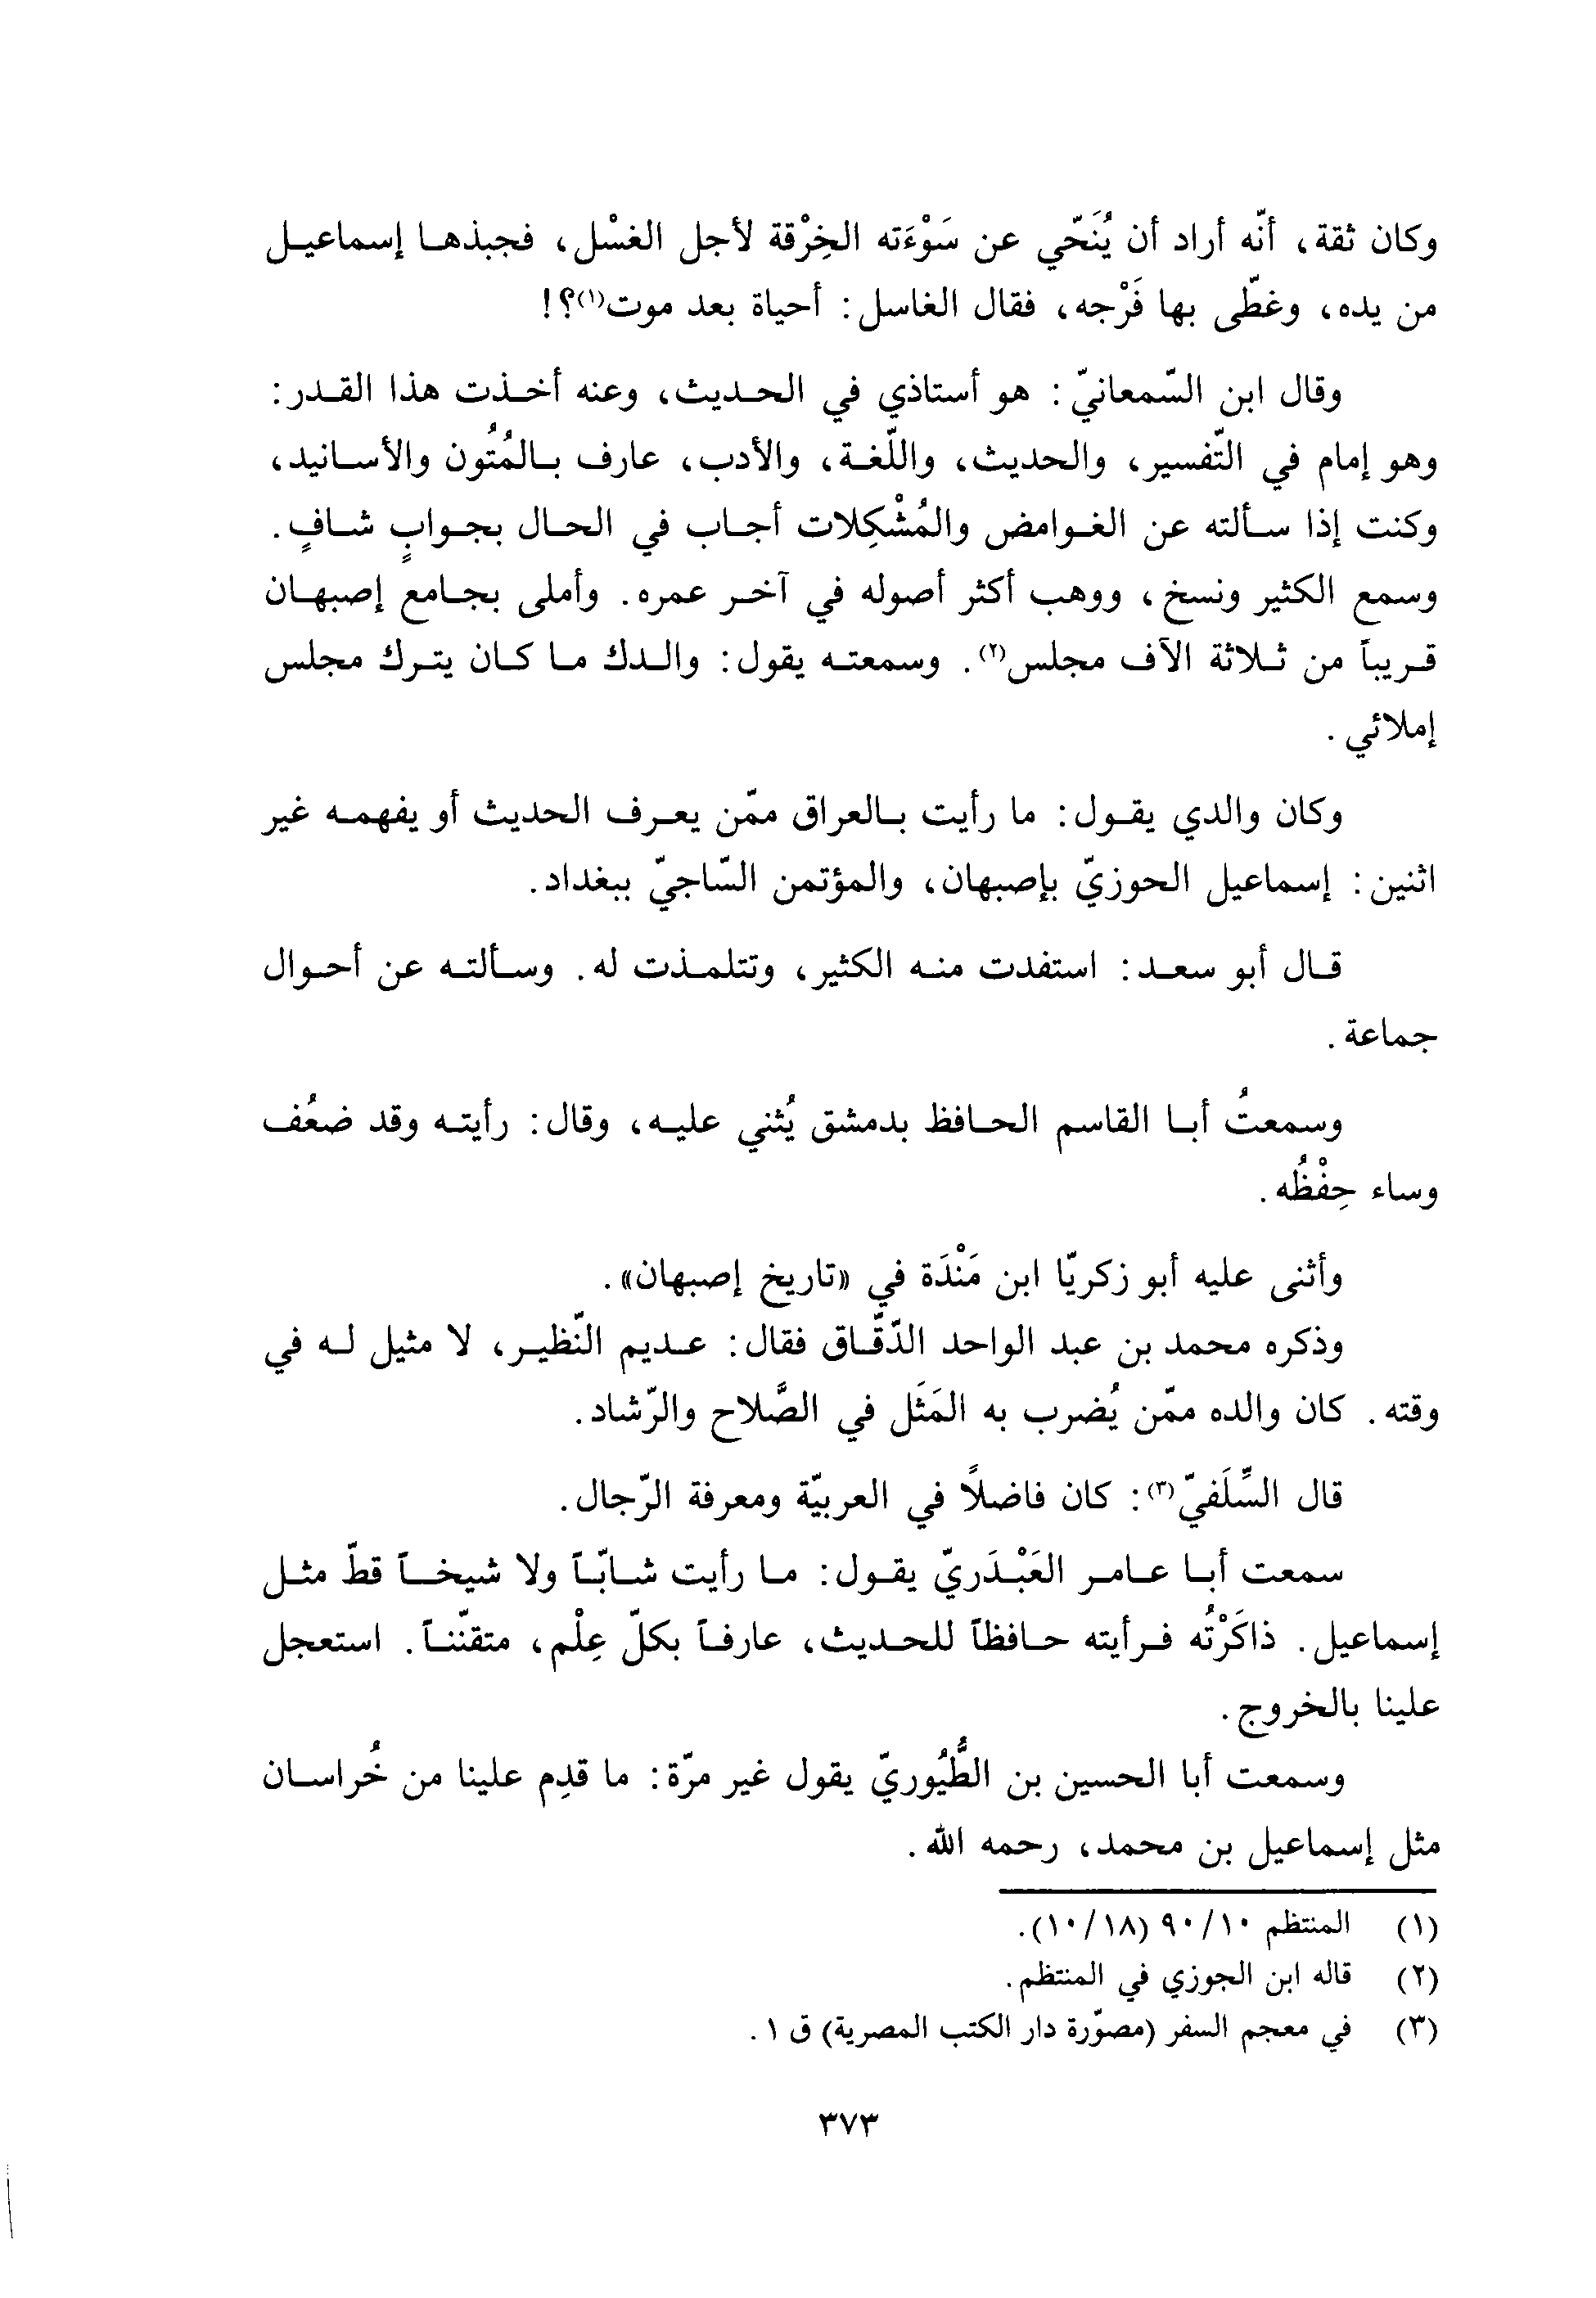 وكان ثقة، أنّه أراد أن يُنَحّي عن سَوْءَته الخِرْقة لأجل الغسْل، فجبذها إسماعيل
من يده، وغطّى بها فَرْجه، فقال الغاسل: أحياة بعد موت(١)؟!
وقال ابن السّمعانيّ: هو أستاذي في الحديث، وعنه أخذت هذا القدر:
وهو إمام في التّفسير، والحديث، واللّغة، والأدب، عارف بالمُتُون والأسانيد،
وكنت إذا سألته عن الغوامض والمُشْكِلات أجاب في الحال بجوابٍ شافٍ.
وسمع الكثير ونسخ، ووهب أكثر أصوله في آخر عمره. وأملى بجامع إصبهان
قريباً من ثلاثة الآف مجلس(٢). وسمعته يقول: والدك ما كان يترك مجلس
إملائي.
وكان والدي يقول: ما رأيت بالعراق ممّن يعرف الحديث أو يفهمه غير
اثنين: إسماعيل الحوزيّ بإصبهان، والمؤتمن السّاجيّ ببغداد.
قال أبو سعد: استفدت منه الكثير، وتتلمذت له. وسألته عن أحوال
جماعة.
وسمعتُ أبا القاسم الحافظ بدمشق يُثني عليه، وقال: رأيته وقد ضعُف
وساء حِفْظُه.
وأثنى عليه أبو زكريّا ابن مَنْدَة في «تاريخ إصبهان».
وذكره محمد بن عبد الواحد الدّقّاق فقال: عديم النّظير، لا مثيل له في
وقته. كان والده ممّن يُضرب به المَثَل في الصَّلاح والرّشاد.
قال السِّلَفيّ(٣): كان فاضلًا في العربيّة ومعرفة الرّجال.
سمعت أبا عامر العَبْدَريّ يقول: ما رأيت شابّاً ولا شيخاً قطّ مثل
إسماعيل. ذاكَرْتُه فرأيته حافظاً للحديث، عارفاً بكلّ عِلْم، متقنّناً. استعجل
علينا بالخروج.
وسمعت أبا الحسين بن الطُّيُوريّ يقول غير مرّة: ما قدِم علينا من خُراسان
مثل إسماعيل بن محمد، رحمه الله.
(١) المنتظم ٩٠/١٠ (١٠/١٨).
(٢) قاله ابن الجوزي في المنتظم.
(٣) في معجم السفر (مصوّرة دار الكتب المصرية) ق ١.
٣٧٣